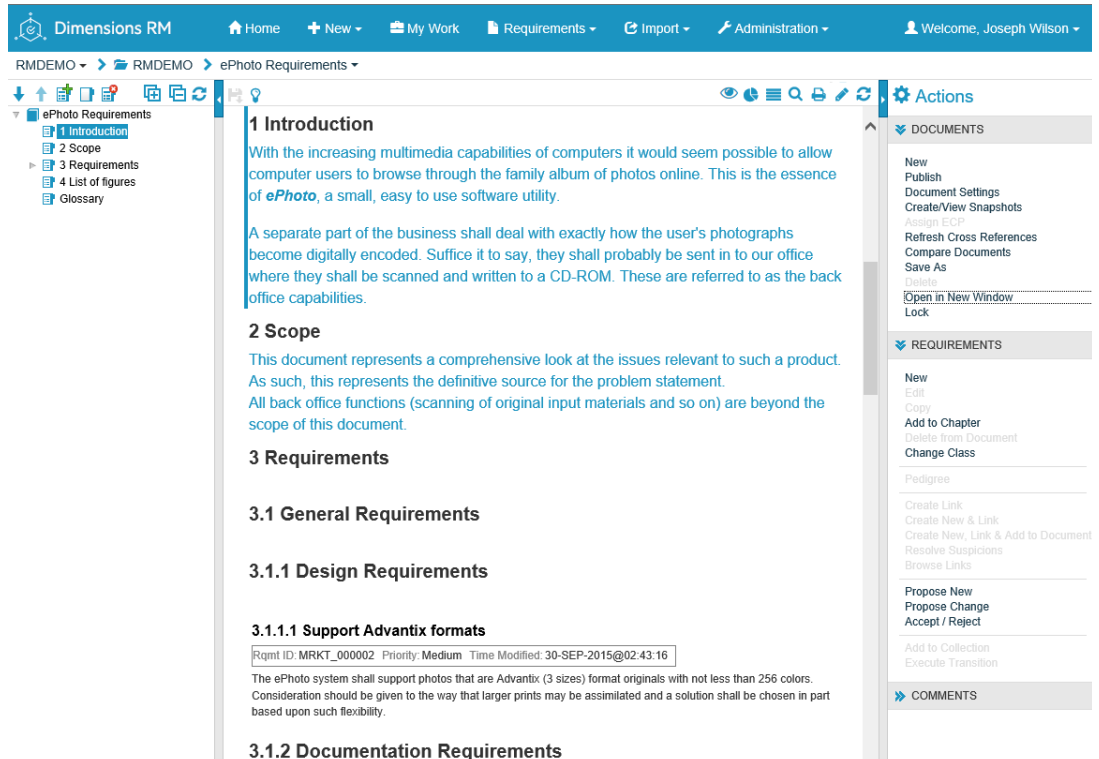 Dimensions RM
Home
New
My Work
Requirements
Import
Administration
Welcome, Joseph Wilson
RMDEMO
RMDEMO
ePhoto Requirements
ePhoto Requirements
1 Introduction
2 Scope
3 Requirements
4 List of figures
Glossary
1 Introduction
With the increasing multimedia capabilities of computers it would seem possible to allow
computer users to browse through the family album of photos online. This is the essence
of ePhoto, a small, easy to use software utility.
A separate part of the business shall deal with exactly how the user's photographs
become digitally encoded. Suffice it to say, they shall probably be sent in to our office
where they shall be scanned and written to a CD-ROM. These are referred to as the back
office capabilities.
2 Scope
This document represents a comprehensive look at the issues relevant to such a product.
As such, this represents the definitive source for the problem statement.
All back office functions (scanning of original input materials and so on) are beyond the
scope of this document.
3 Requirements
3.1 General Requirements
3.1.1 Design Requirements
3.1.1.1 Support Advantix formats
Rqmt ID: MRKT_000002 Priority: Medium Time Modified: 30-SEP-2015@02:43:16
The ePhoto system shall support photos that are Advantix (3 sizes) format originals with not less than 256 colors.
Consideration should be given to the way that larger prints may be assimilated and a solution shall be chosen in part
based upon such flexibility.
3.1.2 Documentation Requirements
Actions
DOCUMENTS
New
Publish
Document Settings
Create/View Snapshots
Assign ECP
Refresh Cross References
Compare Documents
Save As
Delete
Open in New Window
Lock
REQUIREMENTS
New
Edit
Copy
Add to Chapter
Delete from Document
Change Class
Pedigree
Create Link
Create New & Link
Create New, Link & Add to Document
Resolve Suspicions
Browse Links
Propose New
Propose Change
Accept / Reject
Add to Collection
Execute Transition
COMMENTS